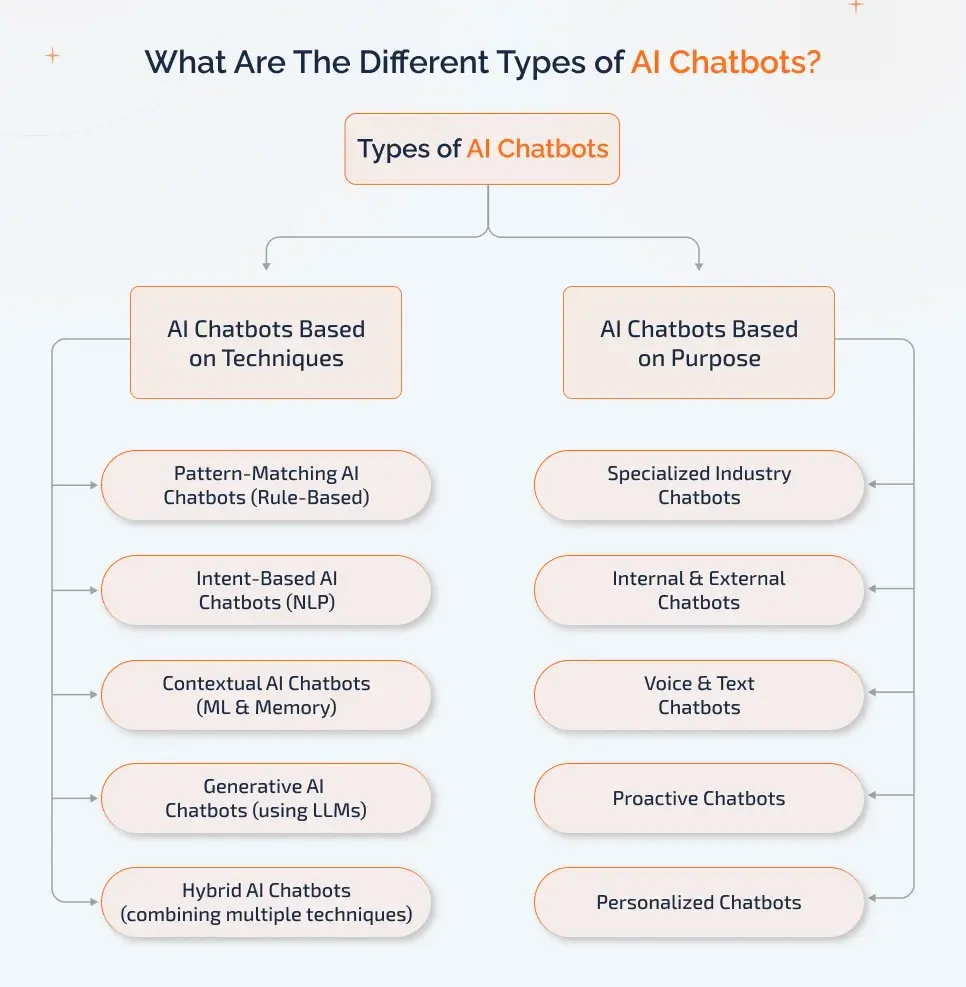 What Are The Different Types of AI Chatbots?
Types of AI Chatbots
AI Chatbots Based
on Techniques
Pattern-Matching AI
Chatbots (Rule-Based)
Intent-Based AI
Chatbots (NLP)
Contextual AI Chatbots
(ML & Memory)
Generative AI
Chatbots (using LLMs)
Hybrid AI Chatbots
(combining multiple techniques)
AI Chatbots Based
on Purpose
Specialized Industry
Chatbots
Internal & External
Chatbots
Voice & Text
Chatbots
Proactive Chatbots
Personalized Chatbots